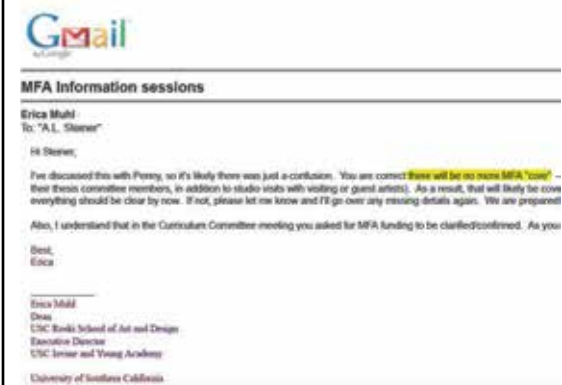 Gmail
by Google
MFA Information sessions
Erica Muhl
To: "A.L. Steiner"
Hi Steiner,
I've discussed this with Penny, so it's likely there was just a confusion. You are correct there will be no more MFA "core" —
their thesis committee members, in addition to studio visits with visiting or guest artists). As a result, that will likely be cove
everything should be clear by now. If not, please let me know and I'll go over any missing details again. We are prepared
Also, I understand that in the Curriculum Committee meeting you asked for MFA funding to be clarified/confirmed. As you
Best,
Erica
Erica Muhl
Dean
USC Roski School of Art and Design
Executive Director
USC Iovine and Young Academy
University of Southern California